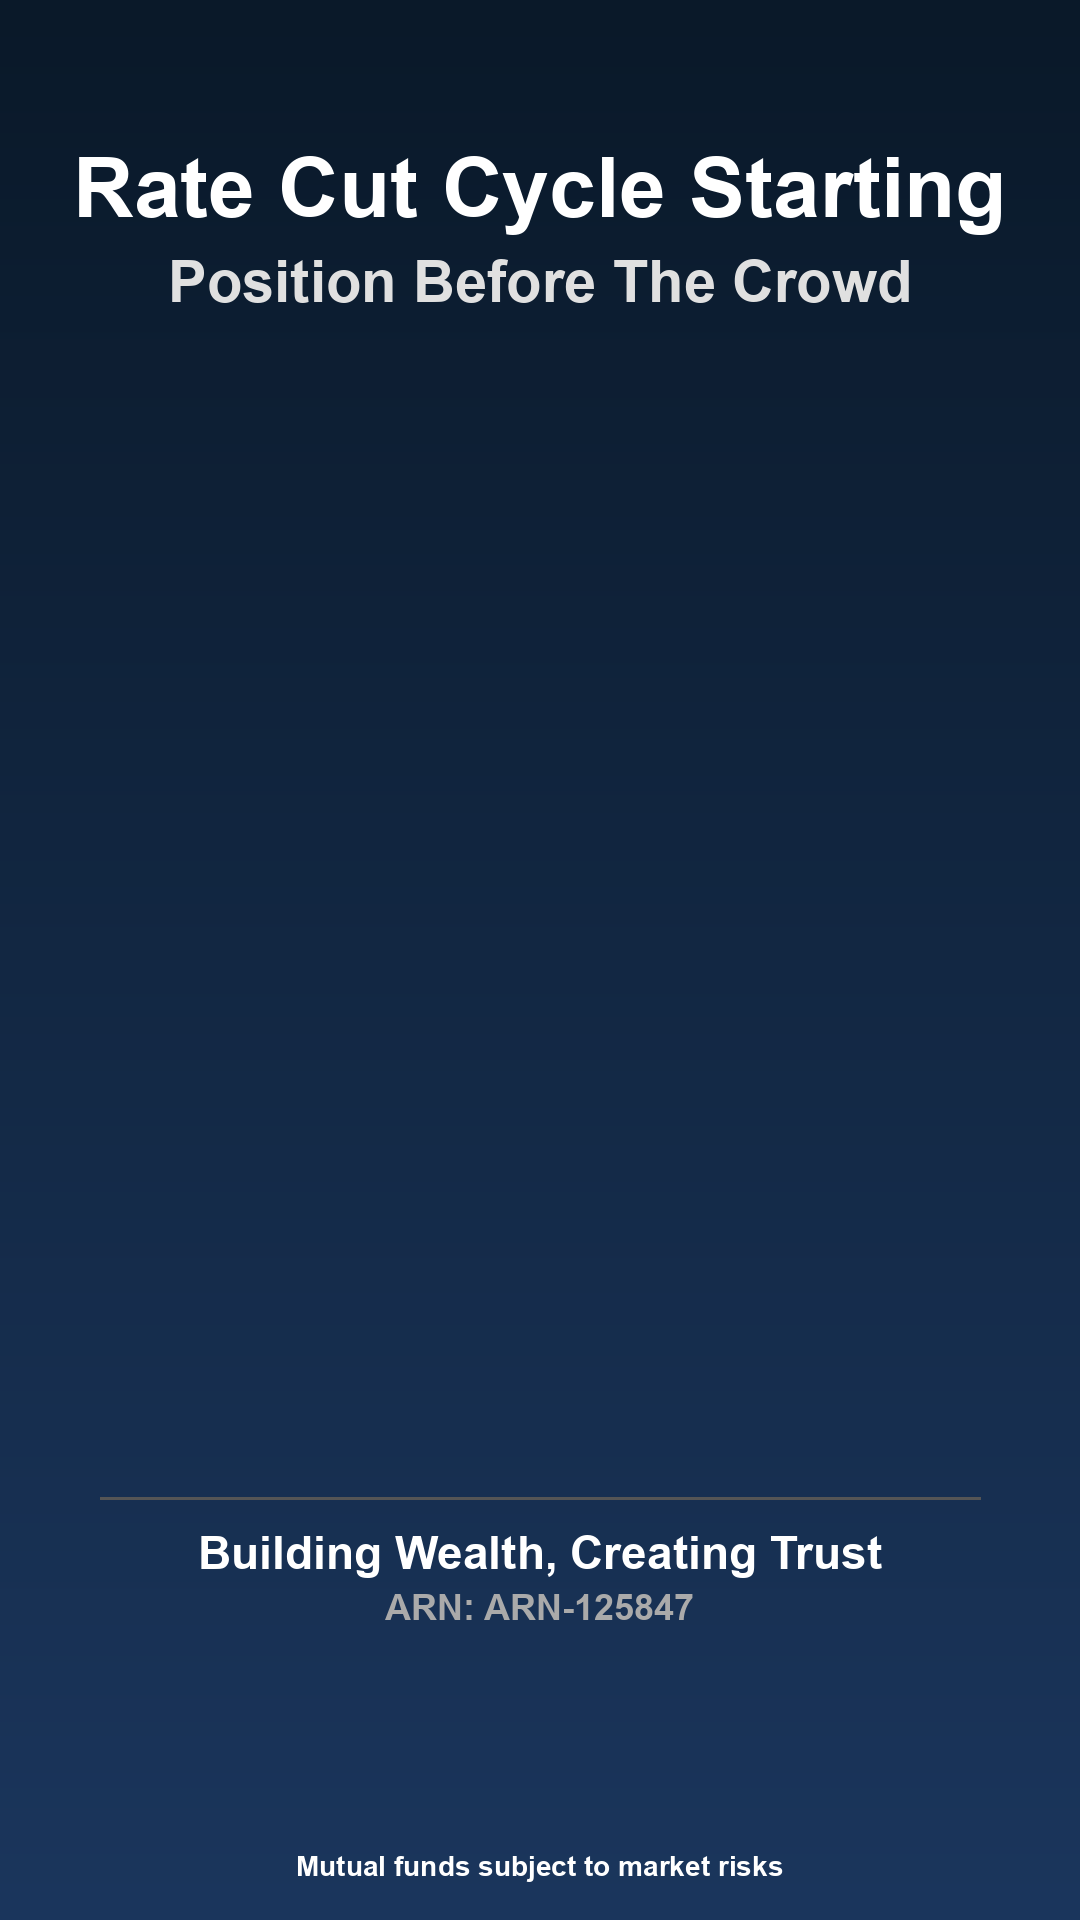 Rate Cut Cycle Starting
Position Before The Crowd
Building Wealth, Creating Trust
ARN: ARN-125847
Mutual funds subject to market risks